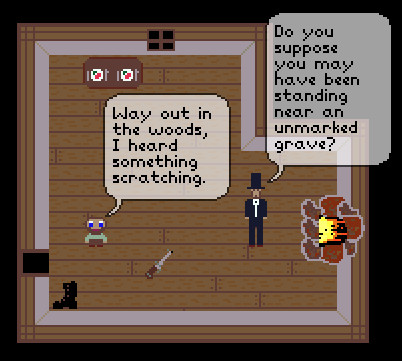 Way out in
the woods,
I heard
something
scratching.
Do you
suppose
you may
have been
standing
near an
unmarked
grave?